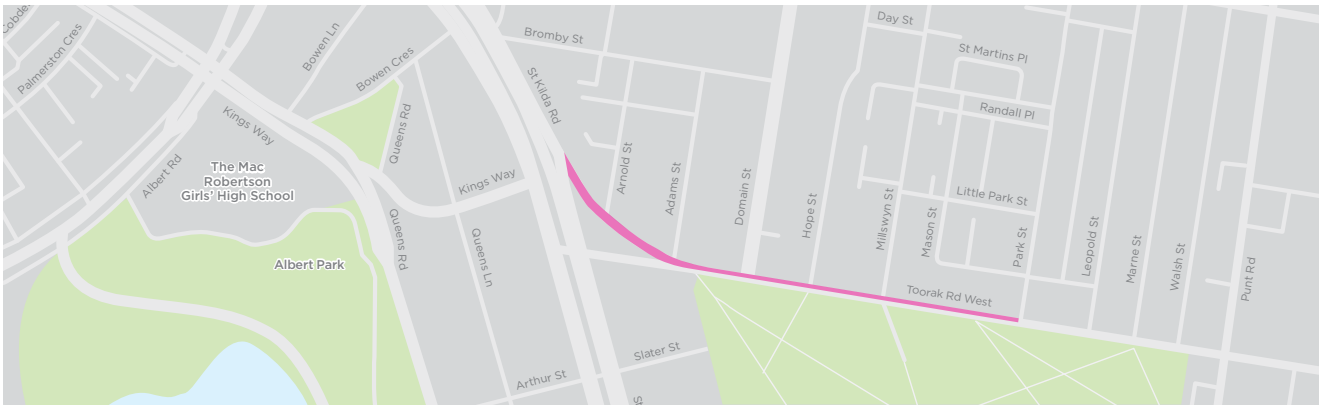 Cobde
Palmerston Cres
Bowen Ln
Bowen Cres
Bromby St
Day St
St Martins Pl
Randall Pl
Kings Way
Queens Rd
St Kilda Rd
Albert Rd
The Mac
Robertson
Girls' High School
Kings Way
Arnold St
Adams St
Domain St
Hope St
Millswyn St
Mason St
Little Park St
Park St
Leopold St
Marne St
Walsh St
Punt Rd
Queens Rd
Queens Ln
Albert Park
Toorak Rd West
Slater St
Arthur St